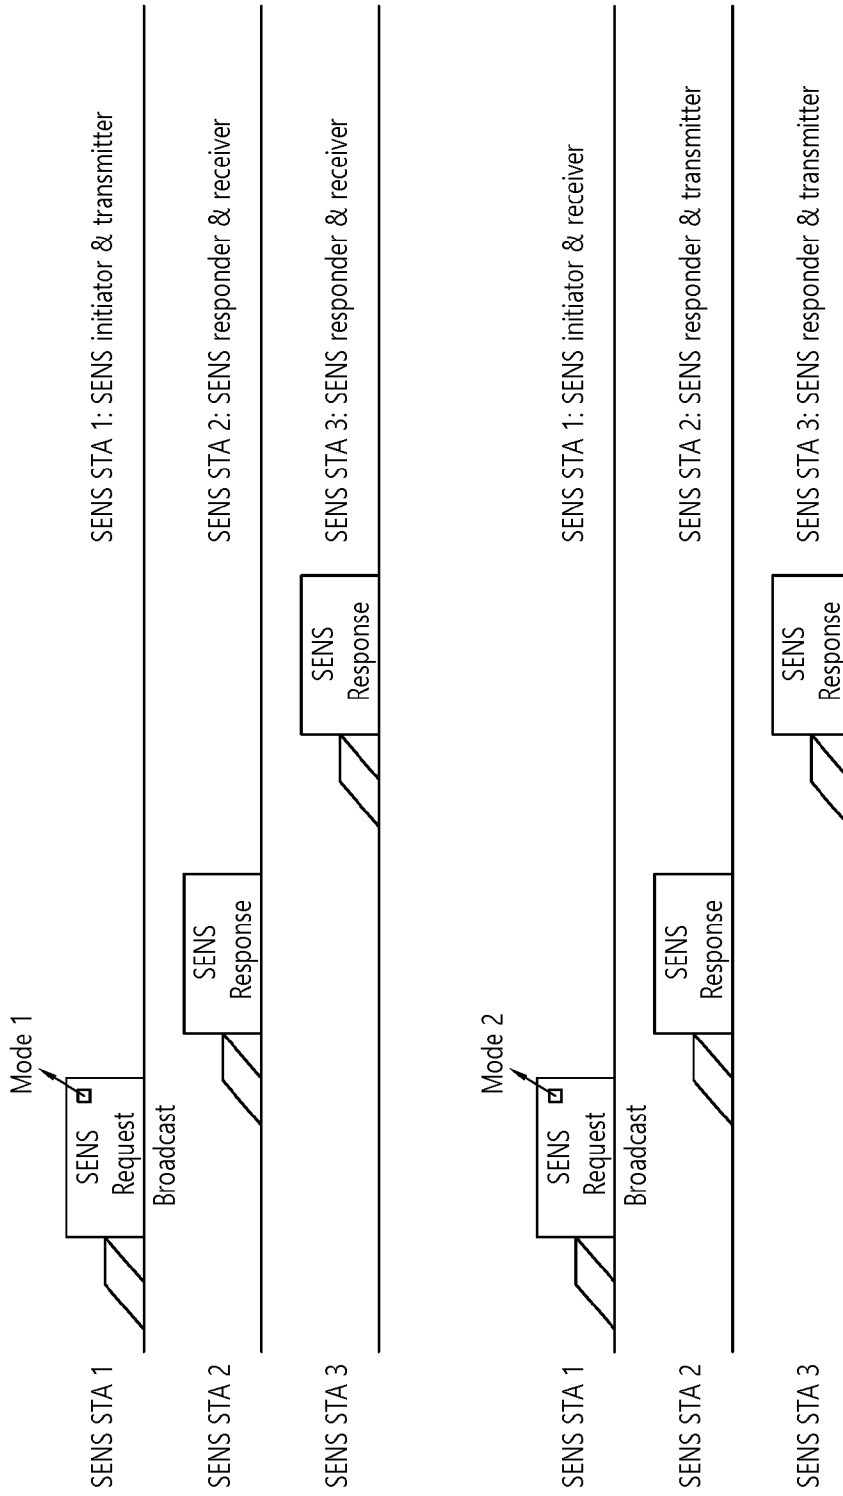 Mode 1
SENS STA 1
SENS
Request
Broadcast
SENS STA 1: SENS initiator & transmitter
SENS STA 2
SENS
Response
SENS STA 2: SENS responder & receiver
SENS STA 3
SENS
Response
SENS STA 3: SENS responder & receiver
Mode 2
SENS STA 1
SENS
Request
Broadcast
SENS STA 1: SENS initiator & receiver
SENS STA 2
SENS
Response
SENS STA 2: SENS responder & transmitter
SENS STA 3
SENS
Response
SENS STA 3: SENS responder & transmitter